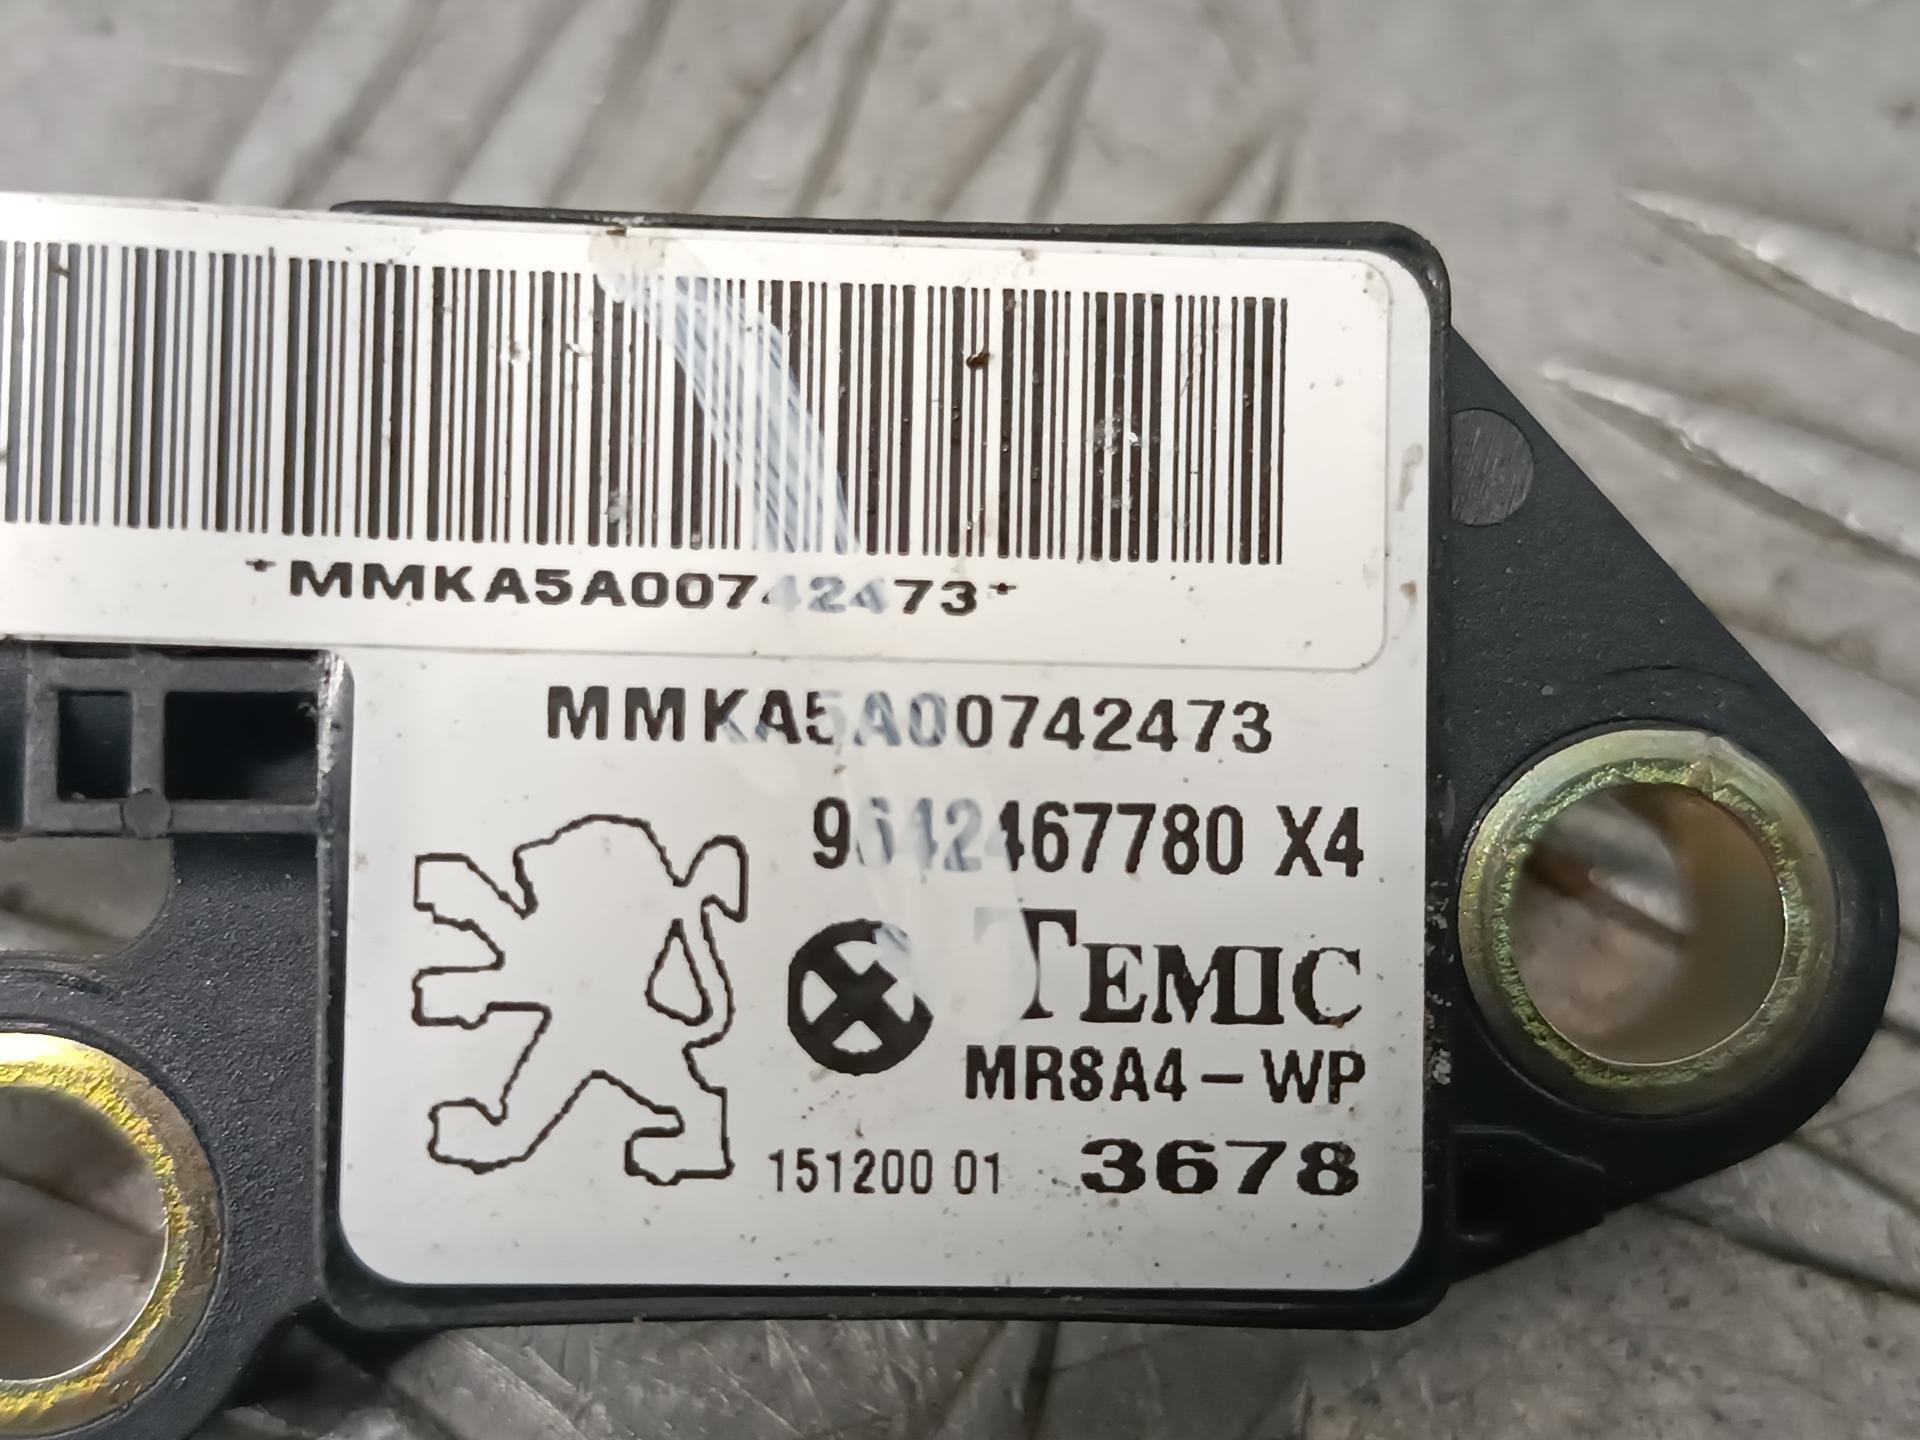 *MMKA5A00742473*
MMKA5A00742473
9642467780 X4
TEMIC
MR8A4-WP
151200 01 3678